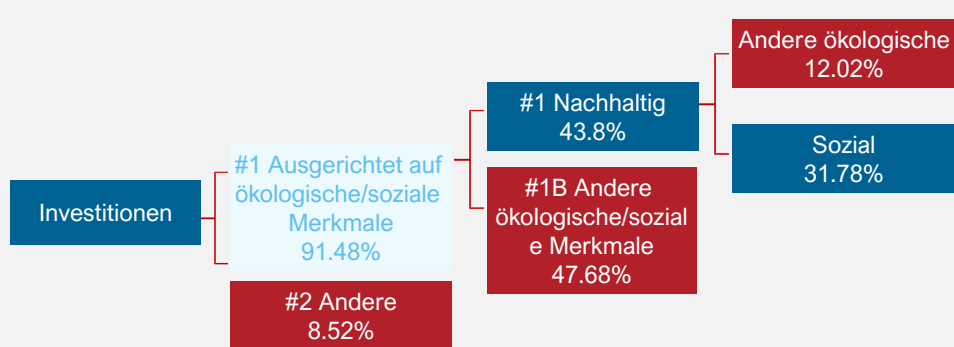 Investitionen
#1 Ausgerichtet auf
ökologische/soziale
Merkmale
91.48%
#2 Andere
8.52%
#1 Nachhaltig
43.8%
#1B Andere
ökologische/sozial
e Merkmale
47.68%
Andere ökologische
12.02%
Sozial
31.78%